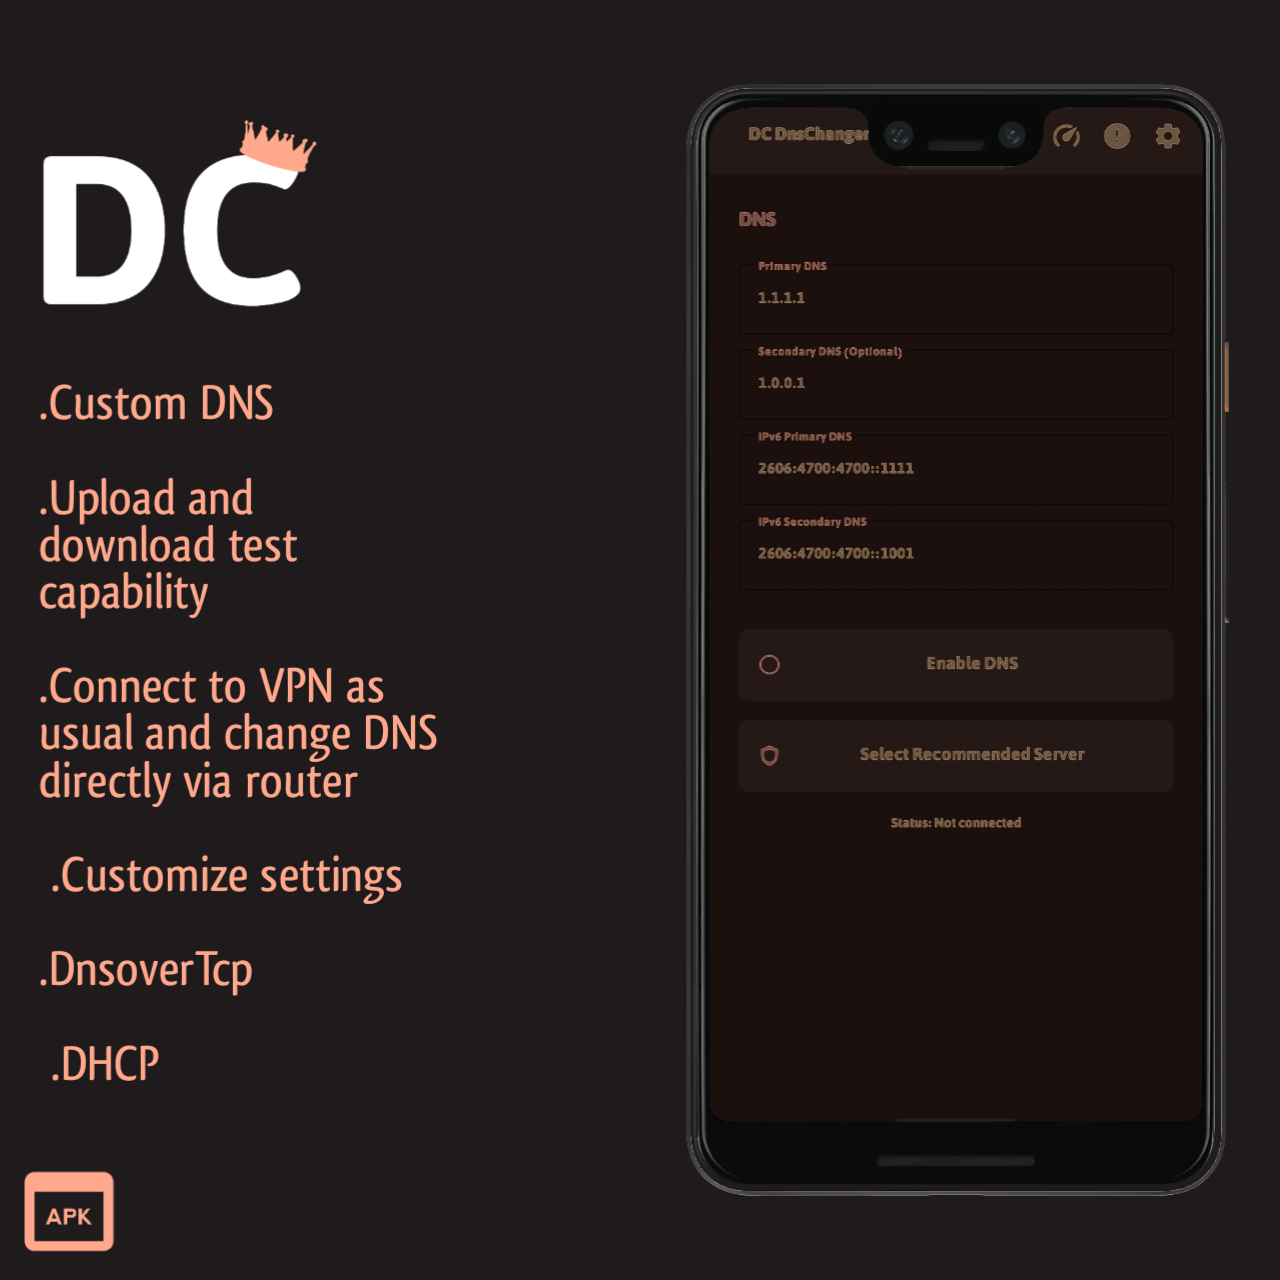 DC
.Custom DNS
.Upload and
download test
capability
.Connect to VPN as
usual and change DNS
directly via router
.Customize settings
.DnsoverTcp
.DHCP
APK
DC DnsChanger
DNS
Primary DNS
1.1.1.1
Secondary DNS (Optional)
1.0.0.1
IPv6 Primary DNS
2606:4700:4700::1111
IPv6 Secondary DNS
2606:4700:4700::1001
Enable DNS
Select Recommended Server
Status: Not connected